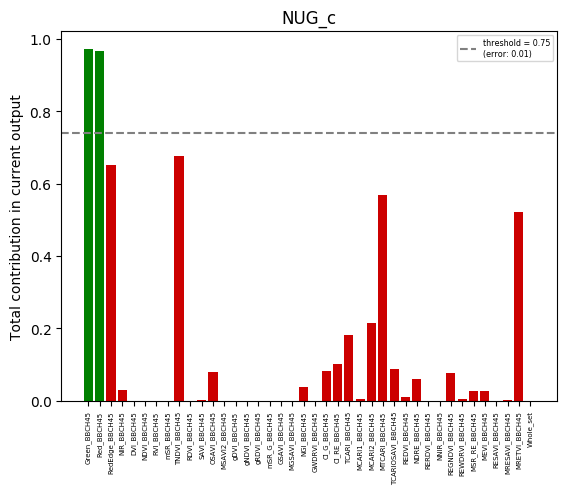 NUG_c
Total contribution in current output
1.0
0.8
0.6
0.4
0.2
0.0
threshold = 0.75
(error: 0.01)
Green_BBCH45
Red_BBCH45
RedEdge_BBCH45
NIR_BBCH45
DVI_BBCH45
NDVI_BBCH45
RVI_BBCH45
mSR_BBCH45
TNDVI_BBCH45
RDVI_BBCH45
SAVI_BBCH45
OSAVI_BBCH45
MSAVI2_BBCH45
gDVI_BBCH45
gNDVI_BBCH45
gRDVI_BBCH45
mSR_G_BBCH45
GSAVI_BBCH45
MGSAVI_BBCH45
NGI_BBCH45
GWDRVI_BBCH45
CI_G_BBCH45
CI_RE_BBCH45
TCARI_BBCH45
MCARI1_BBCH45
MCARI2_BBCH45
MTCARI_BBCH45
TCARIOSAVI_BBCH45
REDVI_BBCH45
NDRE_BBCH45
RERDVI_BBCH45
NNIR_BBCH45
REGNDVI_BBCH45
REWDRVI_BBCH45
MSR_RE_BBCH45
MEVI_BBCH45
RESAVI_BBCH45
MRESAVI_BBCH45
MRETVI_BBCH45
Whole_set